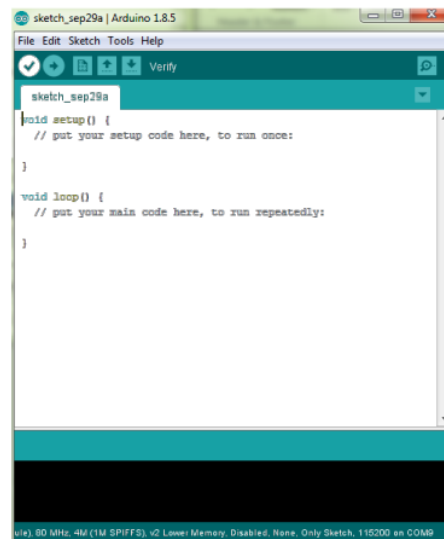 sketch_sep29a | Arduino 1.8.5
File Edit Sketch Tools Help
Verify
sketch_sep29a
void setup() {
// put your setup code here, to run once:
}
void loop() {
// put your main code here, to run repeatedly:
}
ule), 80 MHz, 4M (1M SPIFFS), v2 Lower Memory, Disabled, None, Only Sketch, 115200 on COM9